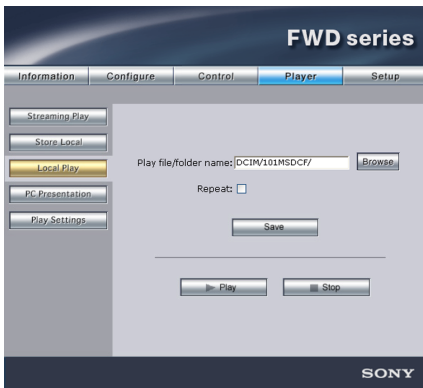 FWD series
Information Configure Control Player Setup
Streaming Play
Store Local
Local Play
PC Presentation
Play Settings
Play file/folder name: DCIM/101MSDCF/ Browse
Repeat:
Save
Play Stop
SONY